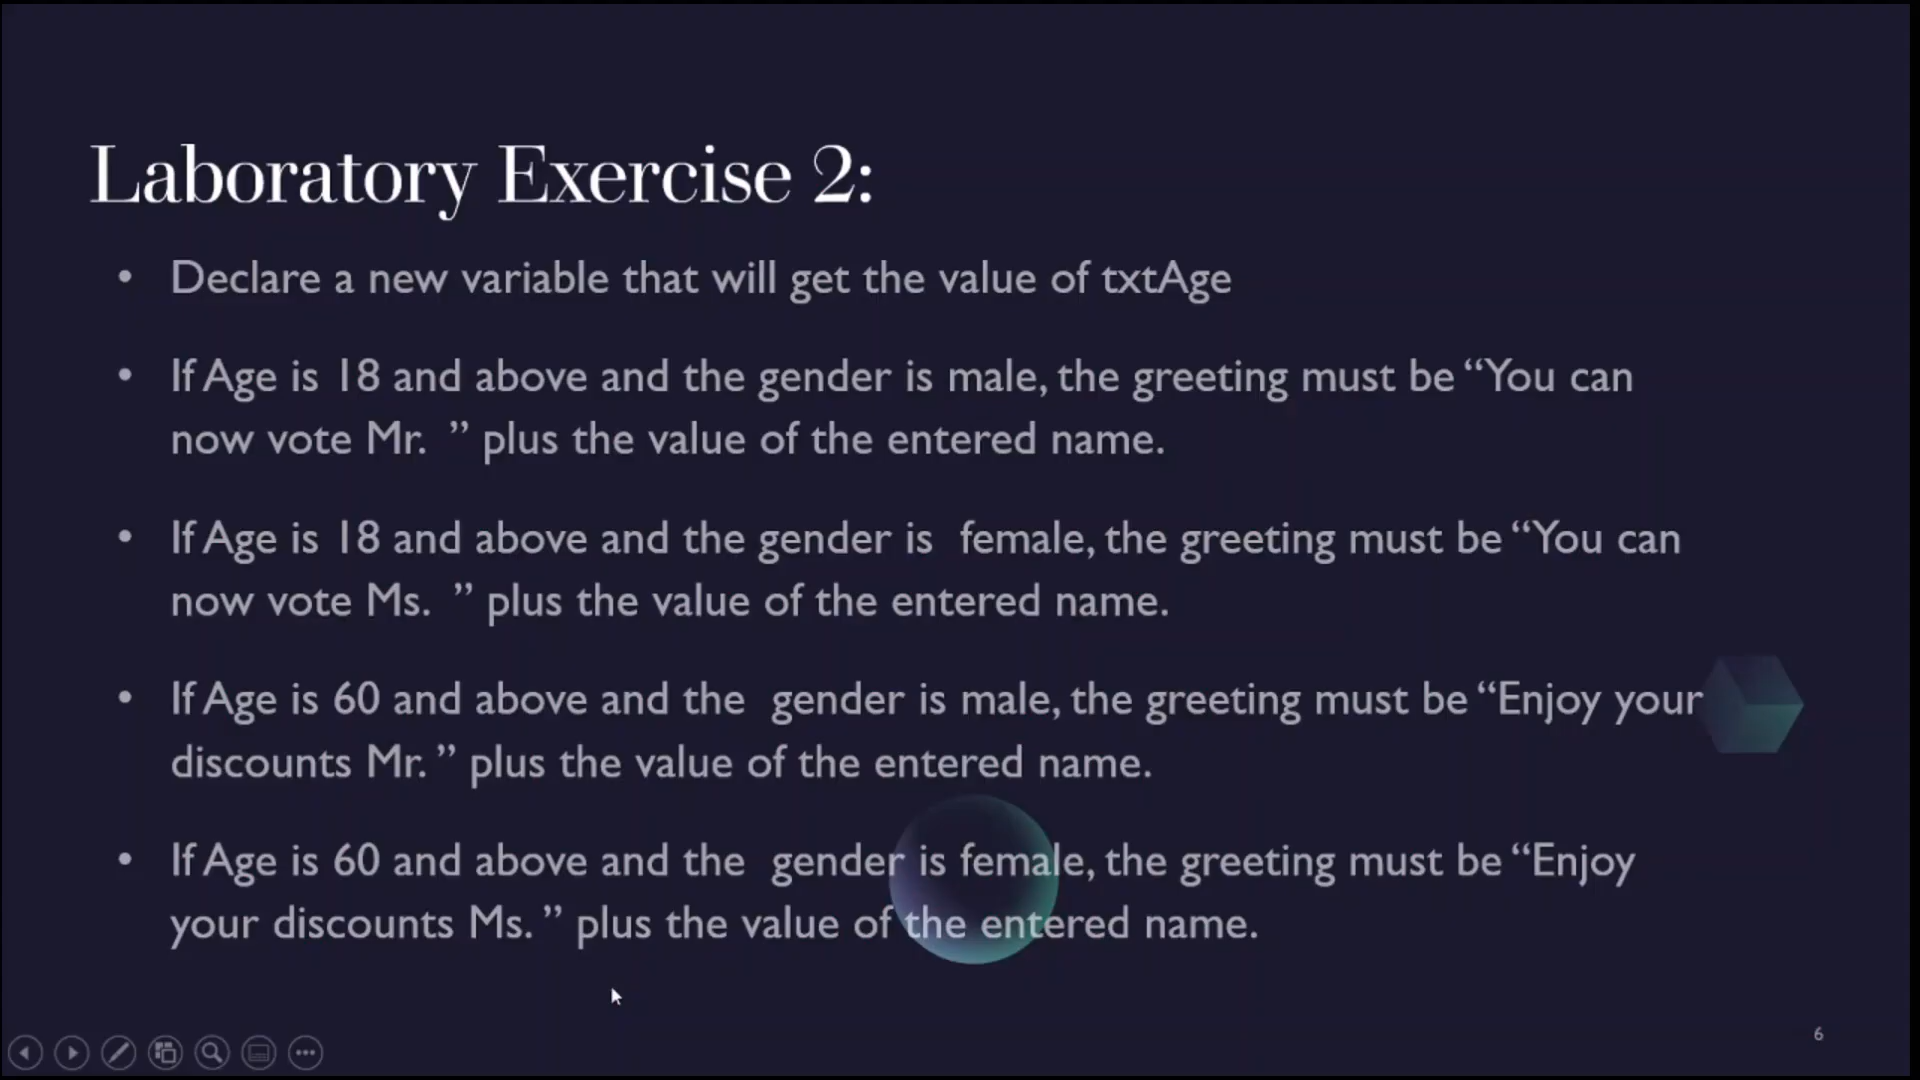 Laboratory Exercise 2:
• Declare a new variable that will get the value of txtAge
• If Age is 18 and above and the gender is male, the greeting must be “You can
now vote Mr.  ” plus the value of the entered name.
• If Age is 18 and above and the gender is  female, the greeting must be “You can
now vote Ms.  ” plus the value of the entered name.
• If Age is 60 and above and the  gender is male, the greeting must be “Enjoy your
discounts Mr. ” plus the value of the entered name.
• If Age is 60 and above and the  gender is female, the greeting must be “Enjoy
your discounts Ms. ” plus the value of the entered name.
6